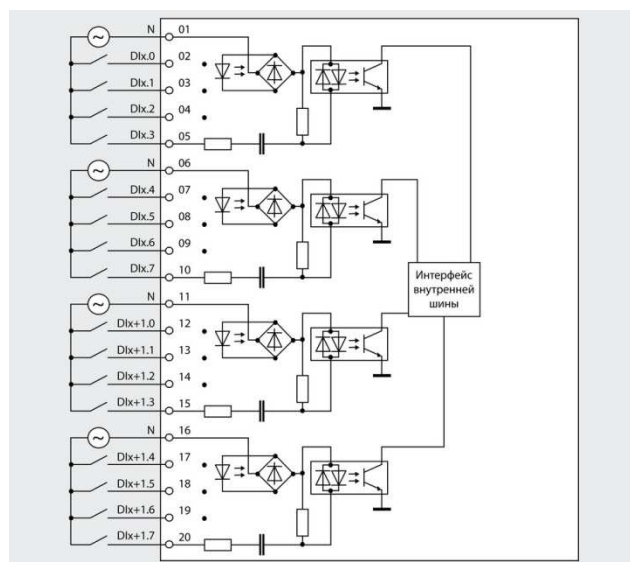 N 01
DIx.0 02
DIx.1 03
DIx.2 04
DIx.3 05
N 06
DIx.4 07
DIx.5 08
DIx.6 09
DIx.7 10
N 11
DIx+1.0 12
DIx+1.1 13
DIx+1.2 14
DIx+1.3 15
N 16
DIx+1.4 17
DIx+1.5 18
DIx+1.6 19
DIx+1.7 20
Интерфейс
внутренней
шины